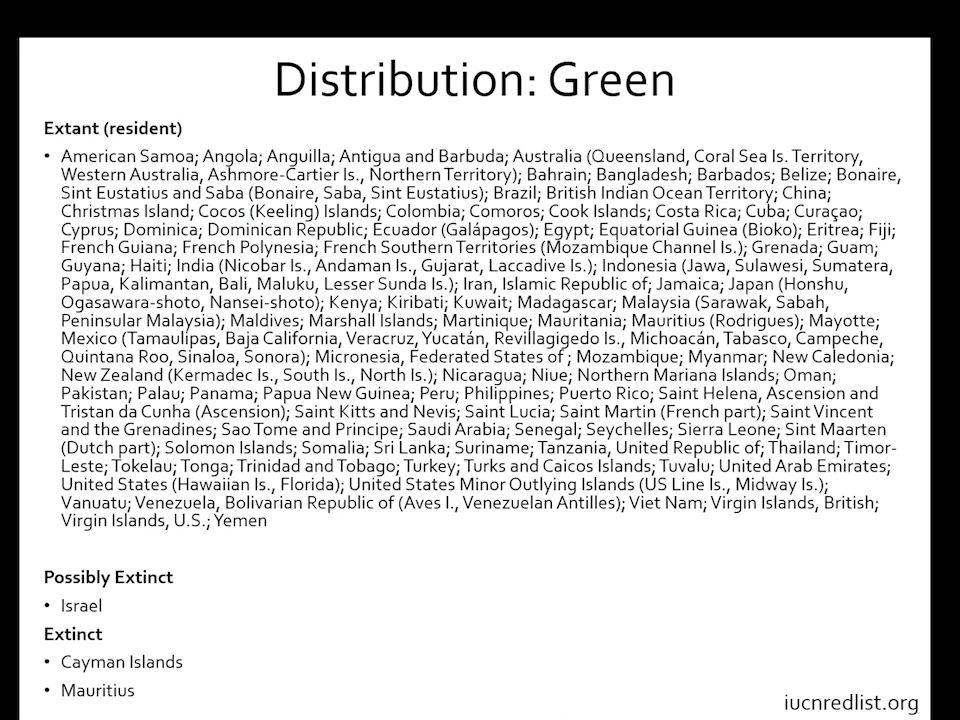 Distribution: Green
Extant (resident)
• American Samoa; Angola; Anguilla; Antigua and Barbuda; Australia (Queensland, Coral Sea Is. Territory,
Western Australia, Ashmore-Cartier Is., Northern Territory); Bahrain; Bangladesh; Barbados; Belize; Bonaire,
Sint Eustatius and Saba (Bonaire, Saba, Sint Eustatius); Brazil; British Indian Ocean Territory; China;
Christmas Island; Cocos (Keeling) Islands; Colombia; Comoros; Cook Islands; Costa Rica; Cuba; Curaçao;
Cyprus; Dominica; Dominican Republic; Ecuador (Galápagos); Egypt; Equatorial Guinea (Bioko); Eritrea; Fiji;
French Guiana; French Polynesia; French Southern Territories (Mozambique Channel Is.); Grenada; Guam;
Guyana; Haiti; India (Nicobar Is., Andaman Is., Gujarat, Laccadive Is.); Indonesia (Jawa, Sulawesi, Sumatera,
Papua, Kalimantan, Bali, Maluku, Lesser Sunda Is.); Iran, Islamic Republic of; Jamaica; Japan (Honshu,
Ogasawara-shoto, Nansei-shoto); Kenya; Kiribati; Kuwait; Madagascar; Malaysia (Sarawak, Sabah,
Peninsular Malaysia); Maldives; Marshall Islands; Martinique; Mauritania; Mauritius (Rodrigues); Mayotte;
Mexico (Tamaulipas, Baja California, Veracruz, Yucatán, Revillagigedo Is., Michoacán, Tabasco, Campeche,
Quintana Roo, Sinaloa, Sonora); Micronesia, Federated States of ; Mozambique; Myanmar; New Caledonia;
New Zealand (Kermadec Is., South Is., North Is.); Nicaragua; Niue; Northern Mariana Islands; Oman;
Pakistan; Palau; Panama; Papua New Guinea; Peru; Philippines; Puerto Rico; Saint Helena, Ascension and
Tristan da Cunha (Ascension); Saint Kitts and Nevis; Saint Lucia; Saint Martin (French part); Saint Vincent
and the Grenadines; Sao Tome and Principe; Saudi Arabia; Senegal; Seychelles; Sierra Leone; Sint Maarten
(Dutch part); Solomon Islands; Somalia; Sri Lanka; Suriname; Tanzania, United Republic of; Thailand; Timor-
Leste; Tokelau; Tonga; Trinidad and Tobago; Turkey; Turks and Caicos Islands; Tuvalu; United Arab Emirates;
United States (Hawaiian Is., Florida); United States Minor Outlying Islands (US Line Is., Midway Is.);
Vanuatu; Venezuela, Bolivarian Republic of (Aves I., Venezuelan Antilles); Viet Nam; Virgin Islands, British;
Virgin Islands, U.S.; Yemen
Possibly Extinct
• Israel
Extinct
• Cayman Islands
• Mauritius
iucnredlist.org